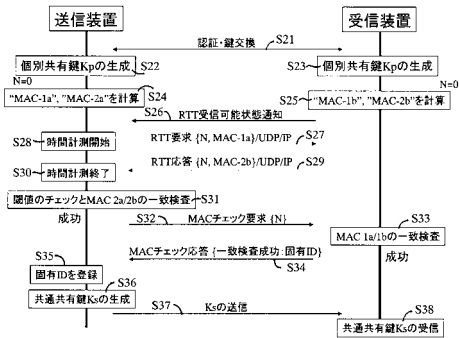 送信装置
受信装置
認証・鍵交換
S21
個別共有鍵Kpの生成
S22
S23
個別共有鍵Kpの生成
N=0
N=0
"MAC-1a", "MAC-2a"を計算
S24
S25
"MAC-1b", "MAC-2b"を計算
S26
RTT受信可能状態通知
S28
時間計測開始
RTT要求 {N, MAC-1a}/UDP/IP
S27
S30
時間計測終了
RTT応答 {N, MAC-2b}/UDP/IP
S29
閾値のチェックとMAC 2a/2bの一致検査
S31
成功
S32
MACチェック要求 {N}
S33
MAC 1a/1bの一致検査
成功
MACチェック応答 {一致検査成功:固有ID}
S34
S35
固有IDを登録
S36
共通共有鍵Ksの生成
S37
Ksの送信
S38
共通共有鍵Ksの受信